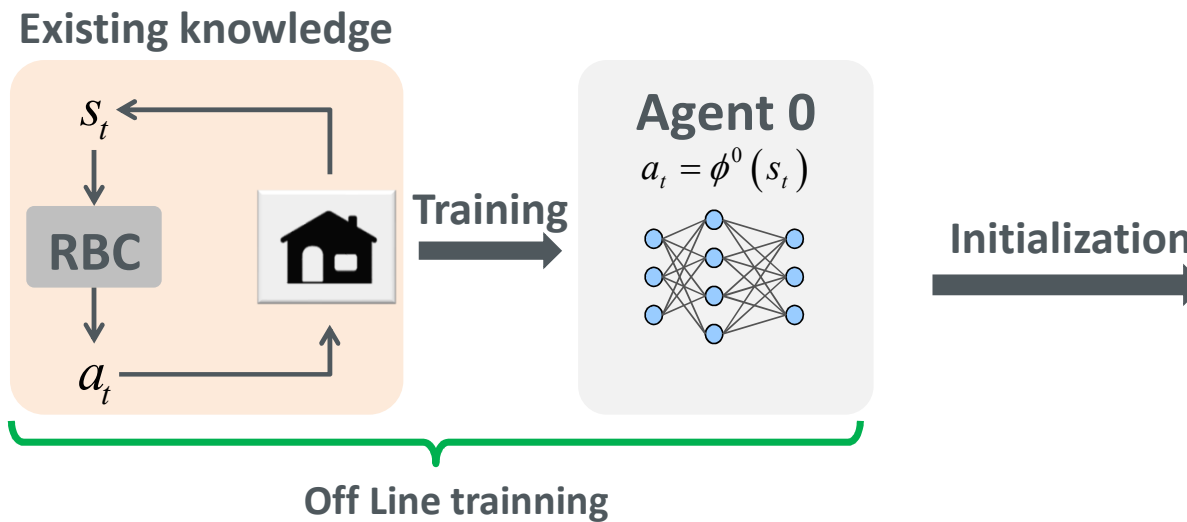 Existing knowledge
s_t
RBC
a_t
Training
Agent 0
a_t = ϕ^0 (s_t)
Initialization
Off Line trainning